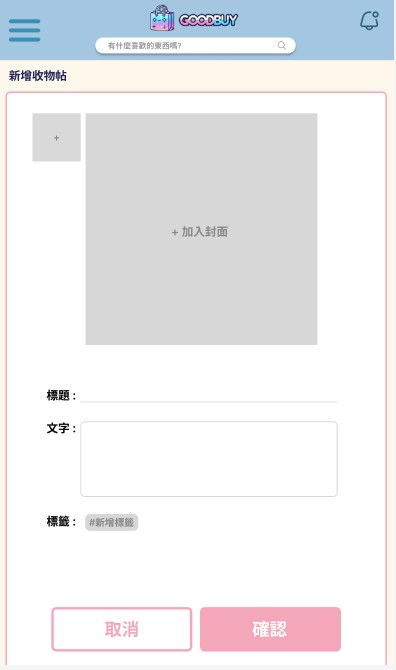 GOODBUY
有什麼喜歡的東西嗎?
新增收物帖
+
+ 加入封面
標題 :
文字 :
標籤 : #新增標籤
取消 確認